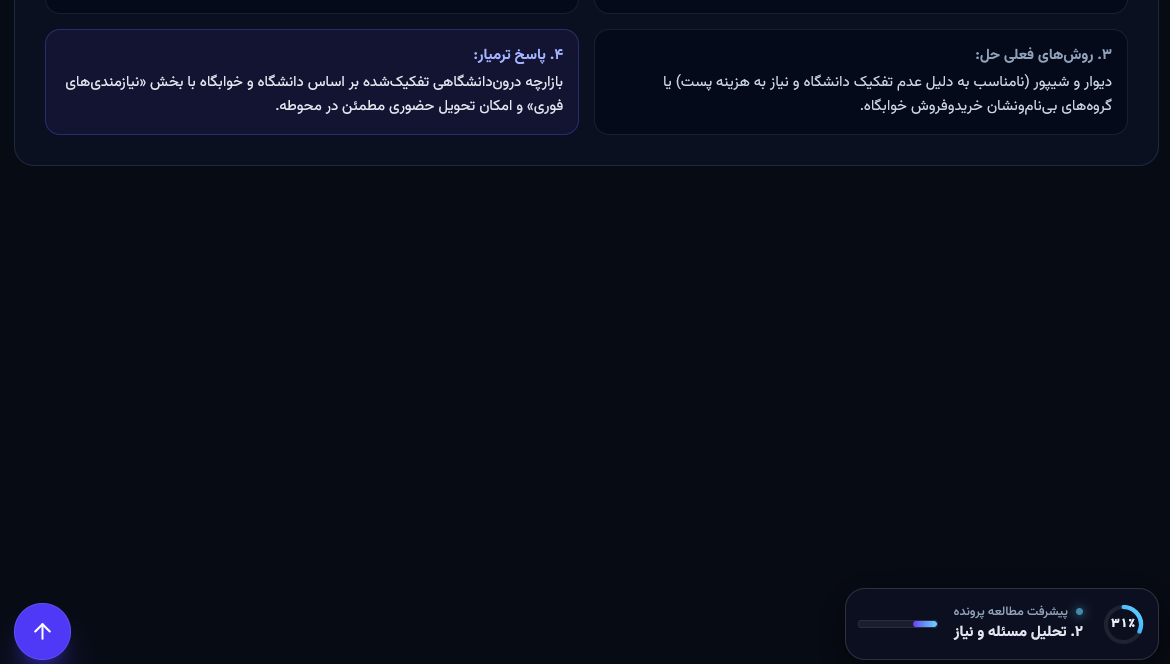 ۳. روش‌های فعلی حل:
دیوار و شیپور (نامناسب به دلیل عدم تفکیک دانشگاه و نیاز به هزینه پست) یا
گروه‌های بی‌نام‌ونشان خریدوفروش خوابگاه.
۴. پاسخ ترمیار:
بازارچه درون‌دانشگاهی تفکیک‌شده بر اساس دانشگاه و خوابگاه با بخش «نیازمندی‌های
فوری» و امکان تحویل حضوری مطمئن در محوطه.
۳۱٪
پیشرفت مطالعه پرونده
۲. تحلیل مسئله و نیاز